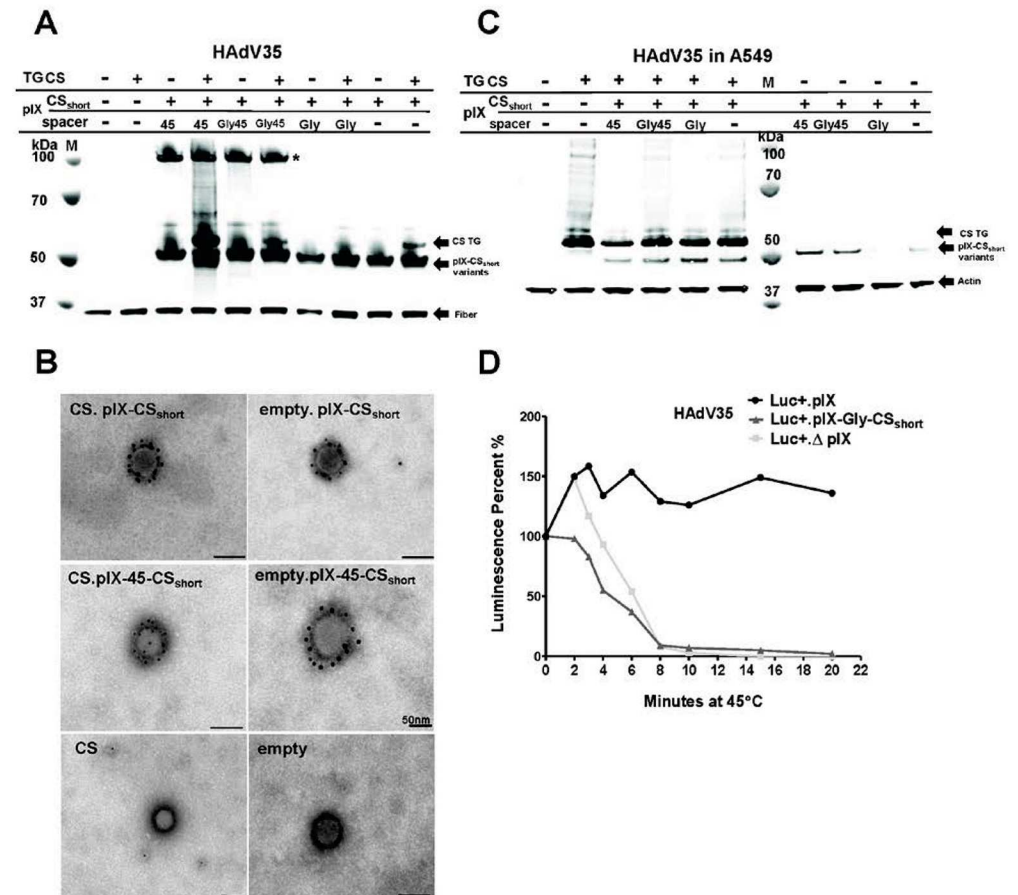 A
HAdV35
TG CS - + - + - + - + - +
pIX CSshort - - + + + + + + + +
spacer - - 45 45 Gly45 Gly45 Gly Gly - -
kDa M
100
*
70
CS TG
50
pIX-CSshort
variants
37
Fiber
C
HAdV35 in A549
TG CS - + + + + + M - - - -
pIX CSshort - - + + + + - - + +
spacer - - 45 Gly45 Gly - 45 Gly45 Gly -
kDa
100
70
CS TG
50
pIX-CSshort
variants
Actin
37
B
CS. pIX-CSshort
empty. pIX-CSshort
CS.pIX-45-CSshort
empty.pIX-45-CSshort
50nm
CS
empty
D
HAdV35
Luc+.pIX
Luc+.pIX-Gly-CSshort
Luc+.Δ pIX
Luminescence Percent %
200
150
100
50
0
0 2 4 6 8 10 12 14 16 18 20 22
Minutes at 45°C